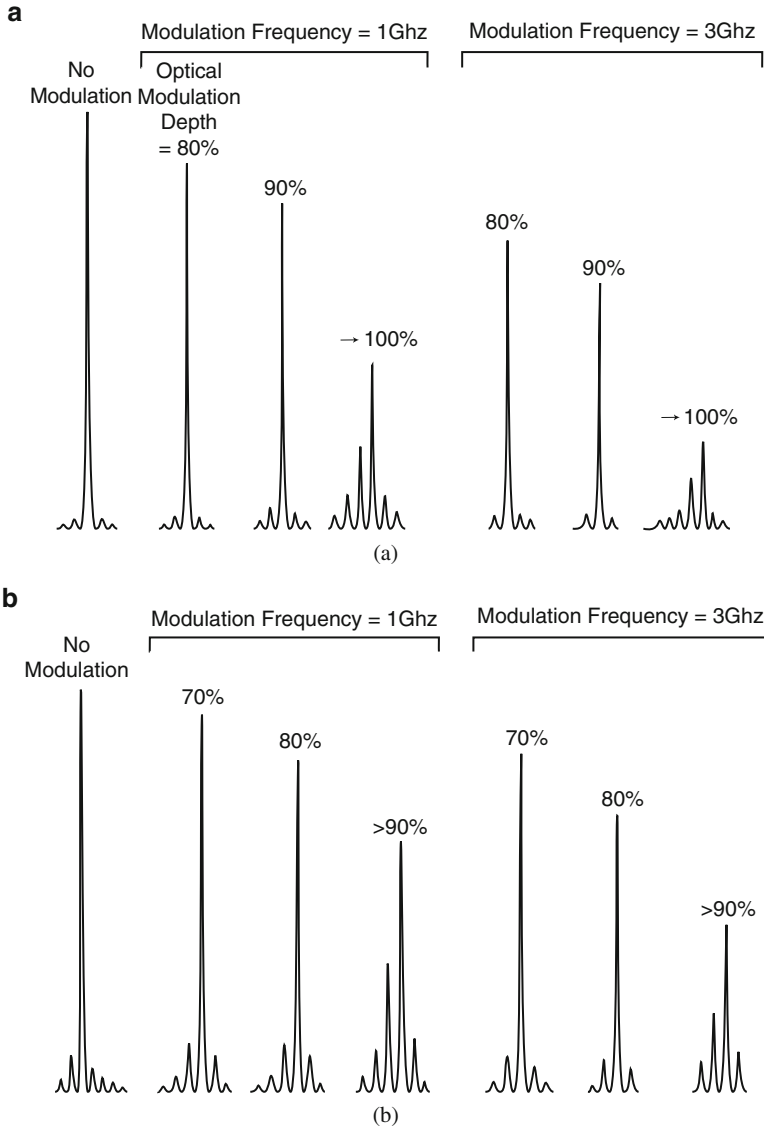 a
Modulation Frequency = 1Ghz
Modulation Frequency = 3Ghz
No
Modulation
Optical
Modulation
Depth
= 80%
90%
→ 100%
80%
90%
→ 100%
(a)
b
Modulation Frequency = 1Ghz
Modulation Frequency = 3Ghz
No
Modulation
70%
80%
>90%
70%
80%
>90%
(b)